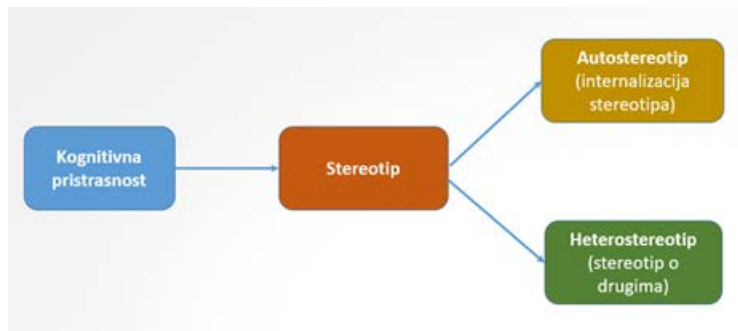 Kognitivna
pristrasnost
Stereotip
Autostereotip
(internalizacija
stereotipa)
Heterostereotip
(stereotip o
drugima)